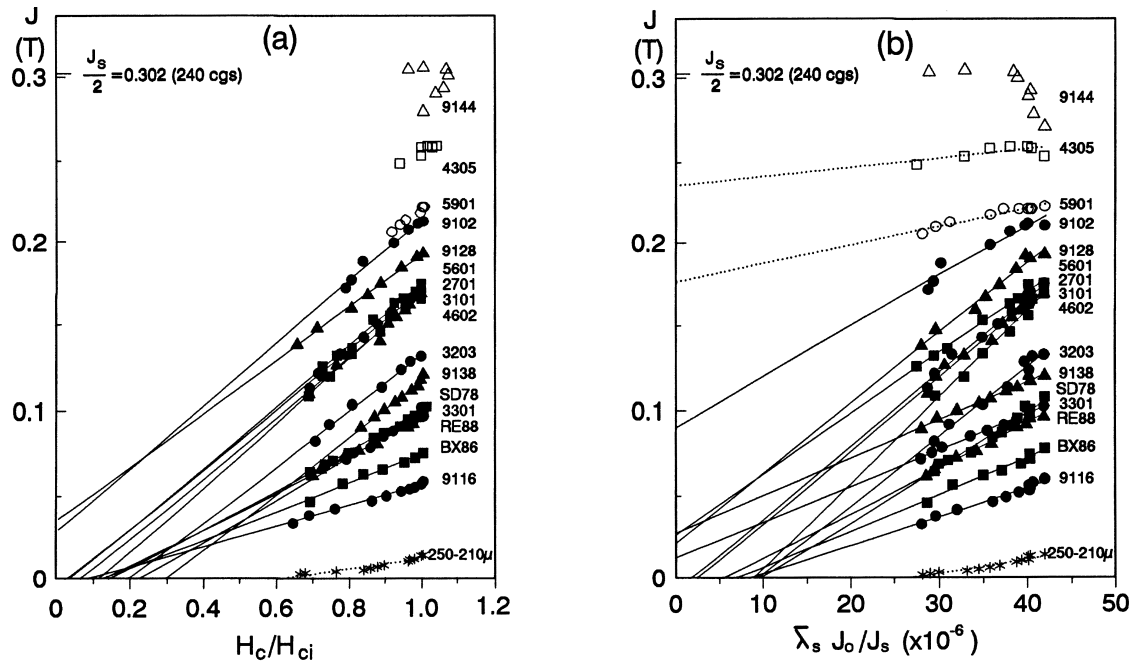 J
(T)
(a)
J_s/2 = 0.302 (240 cgs)
0.3
0.2
0.1
0
9144
4305
5901
9102
9128
5601
2701
3101
4602
3203
9138
SD78
3301
RE88
BX86
9116
250-210μ
0 0.2 0.4 0.6 0.8 1.0 1.2
H_c/H_ci
J
(T)
(b)
J_s/2 = 0.302 (240 cgs)
0.3
0.2
0.1
0
9144
4305
5901
9102
9128
5601
2701
3101
4602
3203
9138
SD78
3301
RE88
BX86
9116
250-210μ
0 10 20 30 40 50
λ̄_s J_o/J_s (x10⁻⁶)